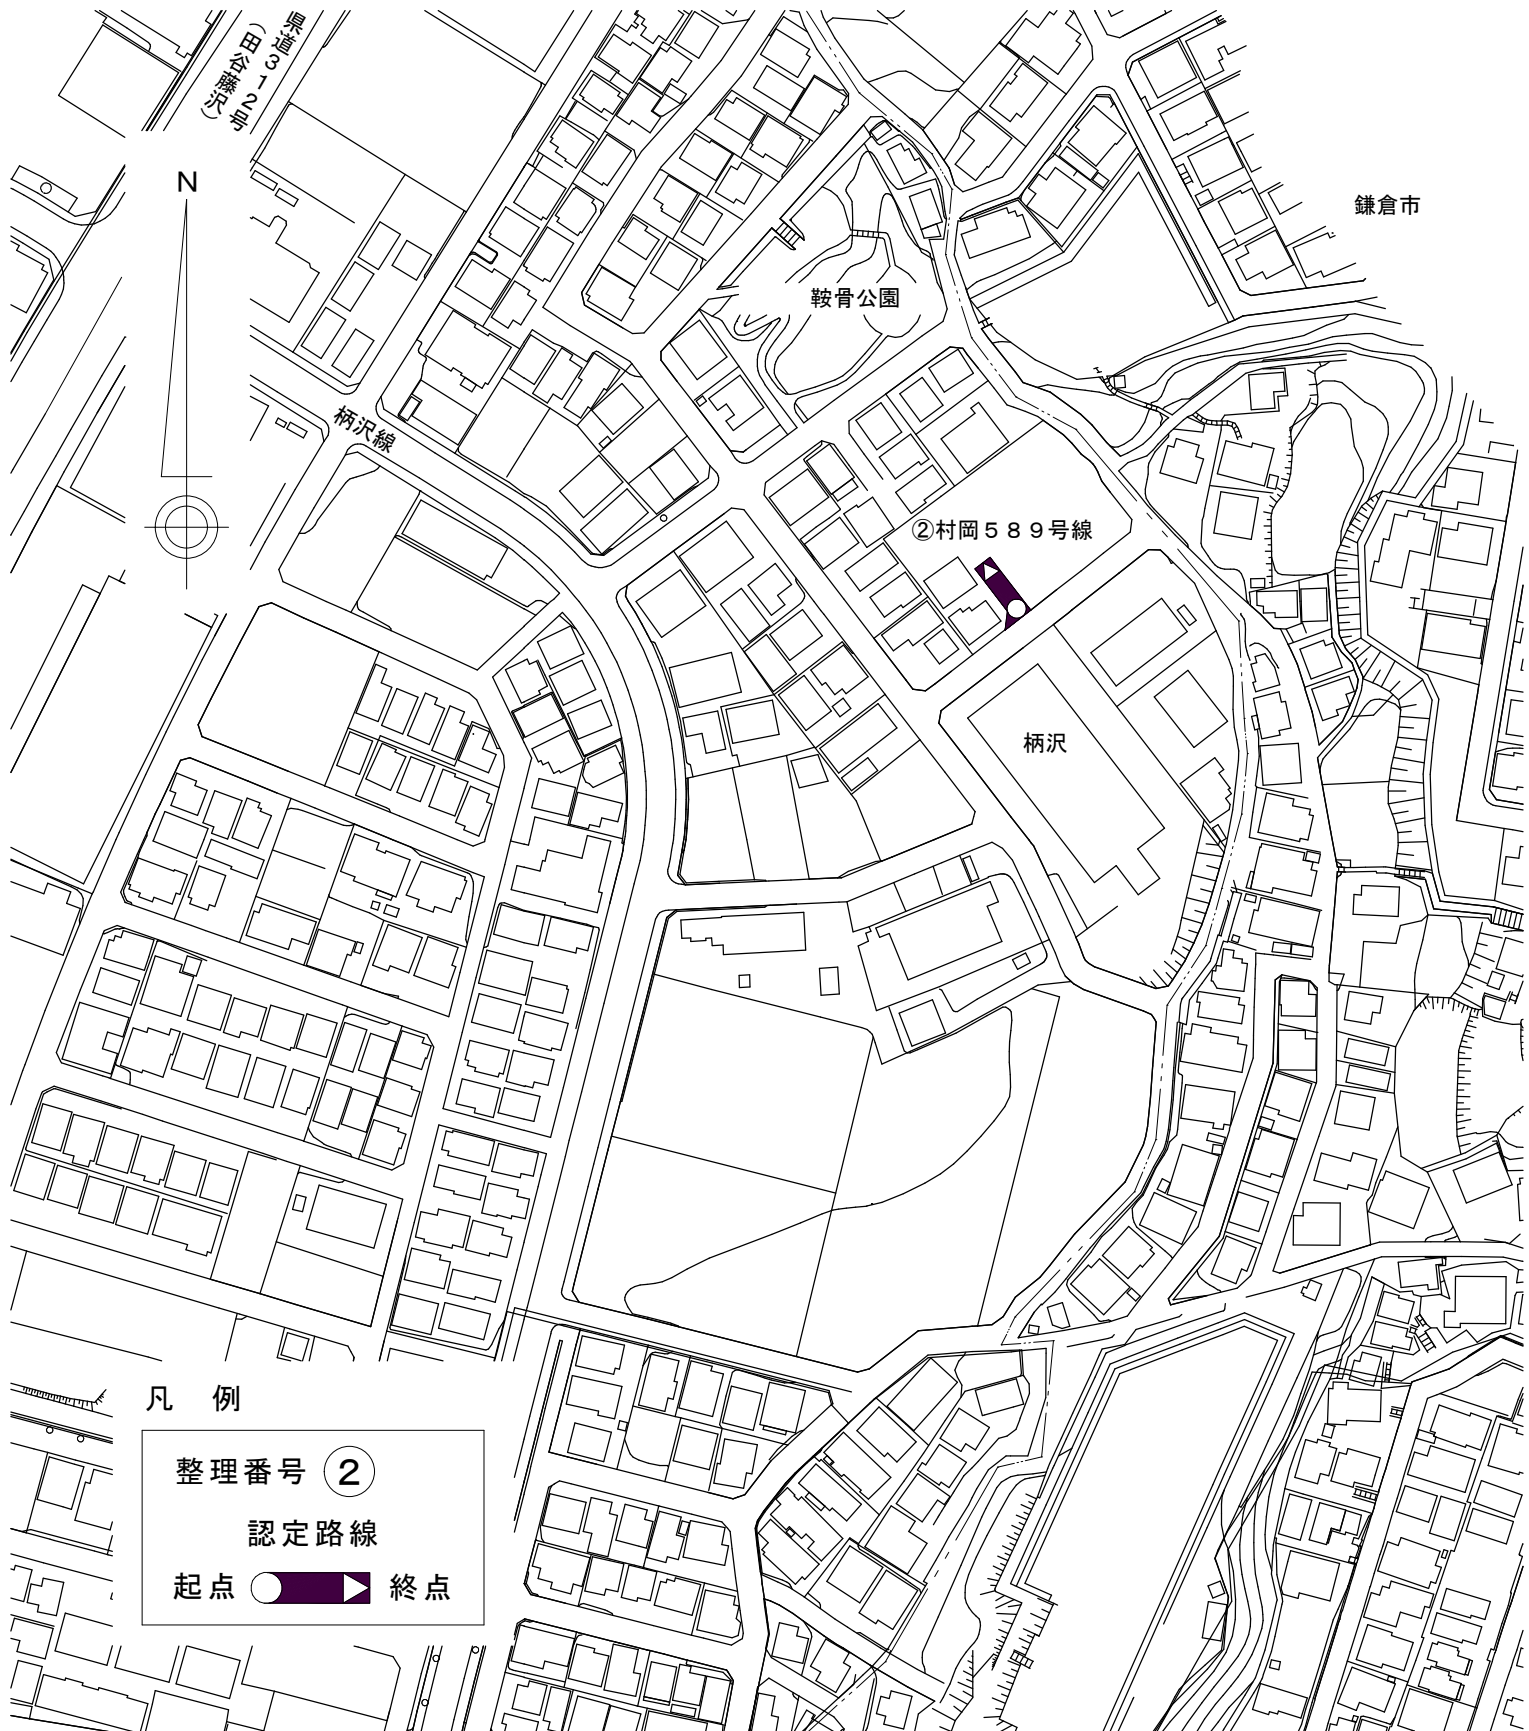 県道３１２号
（田谷藤沢）
N
鎌倉市
鞍骨公園
柄沢線
②村岡５８９号線
柄沢
凡　例
整理番号 ②
認定路線
起点 終点